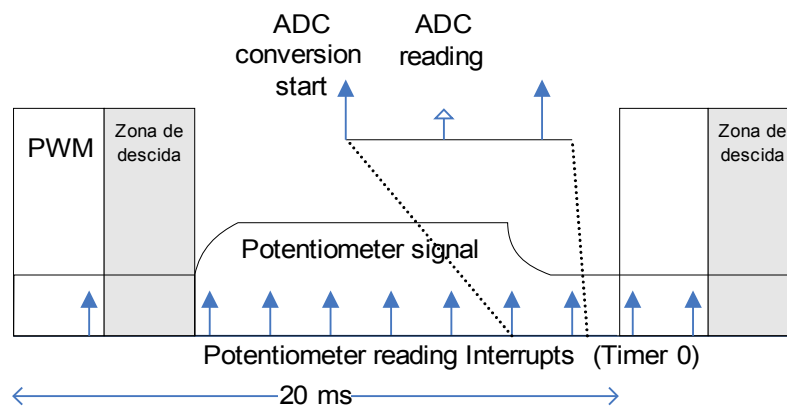 ADC
conversion
start
ADC
reading
PWM
Zona de
descida
Zona de
descida
Potentiometer signal
Potentiometer reading Interrupts (Timer 0)
20 ms